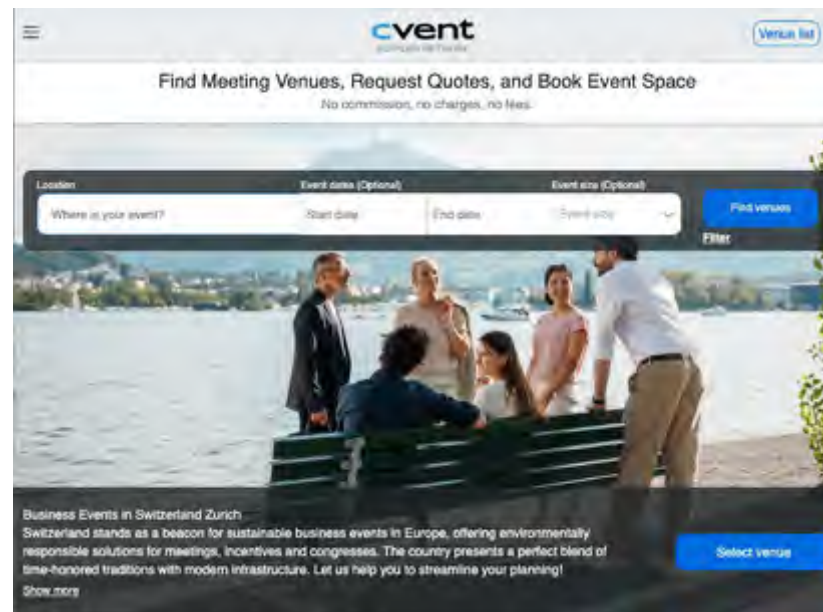 cvent
Venue list
Find Meeting Venues, Request Quotes, and Book Event Space
No commission, no charges, no fees.
Location Event dates (Optional) Event size (Optional)
Where is your event? Start date End date Event size Find venues
Filter
Business Events in Switzerland Zurich
Switzerland stands as a beacon for sustainable business events in Europe, offering environmentally
responsible solutions for meetings, incentives and congresses. The country presents a perfect blend of
time-honored traditions with modern infrastructure. Let us help you to streamline your planning!
Select venue
Show more